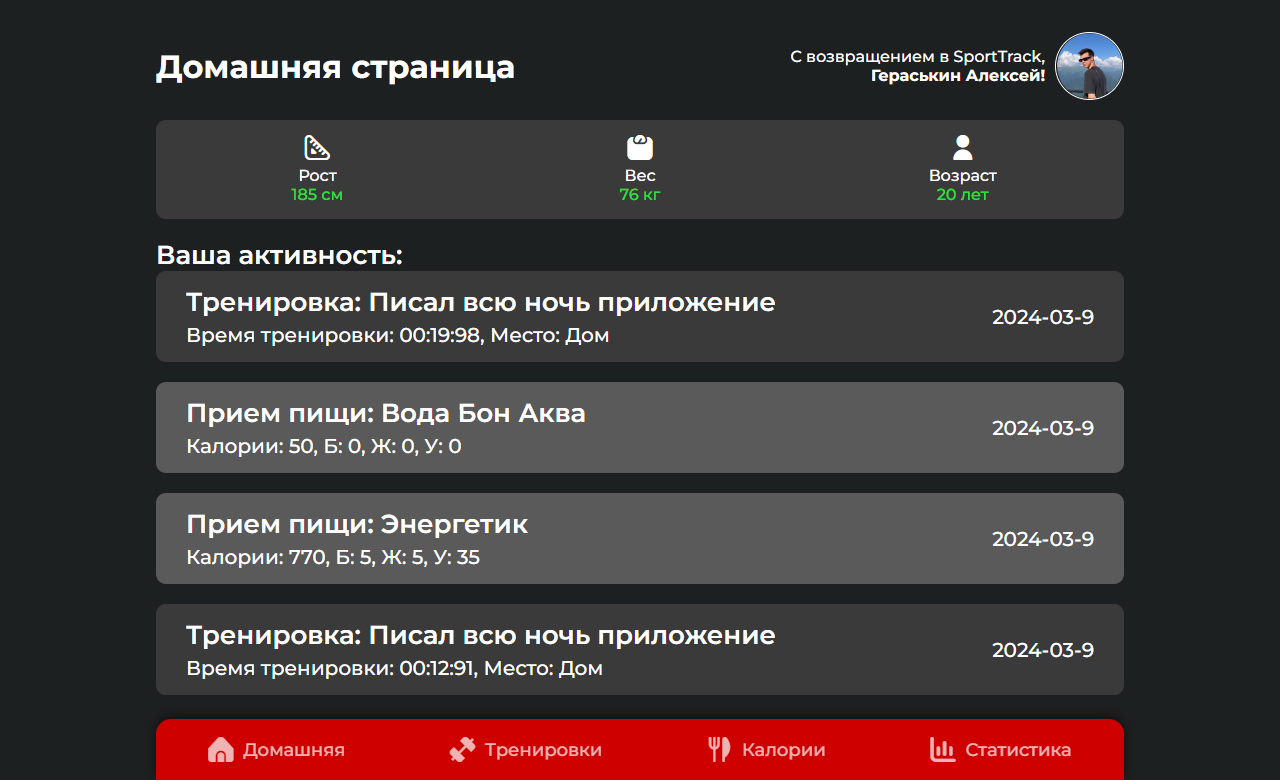 Домашняя страница
С возвращением в SportTrack,
Гераськин Алексей!
Рост
185 см
Вес
76 кг
Возраст
20 лет
Ваша активность:
Тренировка: Писал всю ночь приложение
Время тренировки: 00:19:98, Место: Дом
2024-03-9
Прием пищи: Вода Бон Аква
Калории: 50, Б: 0, Ж: 0, У: 0
2024-03-9
Прием пищи: Энергетик
Калории: 770, Б: 5, Ж: 5, У: 35
2024-03-9
Тренировка: Писал всю ночь приложение
Время тренировки: 00:12:91, Место: Дом
2024-03-9
Домашняя
Тренировки
Калории
Статистика